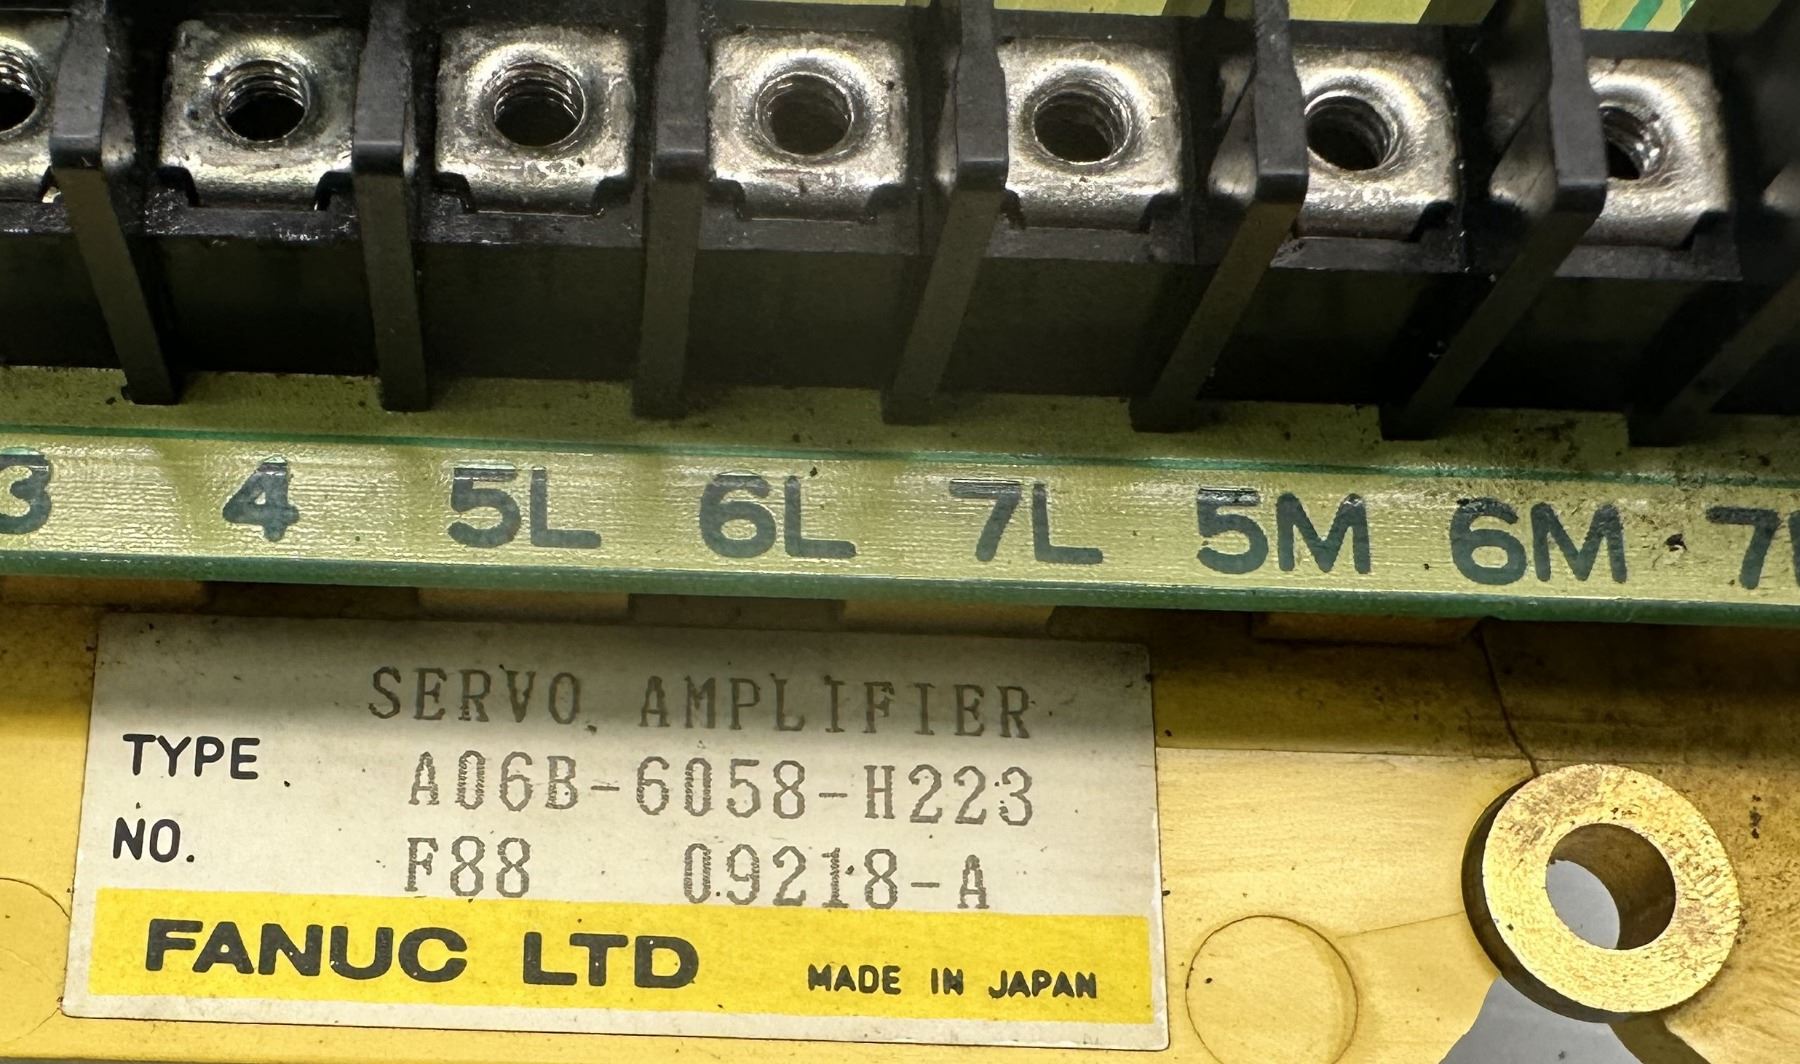 3 4 5L 6L 7L 5M 6M 7
SERVO AMPLIFIER
TYPE A06B-6058-H223
NO. F88 09218-A
FANUC LTD MADE IN JAPAN